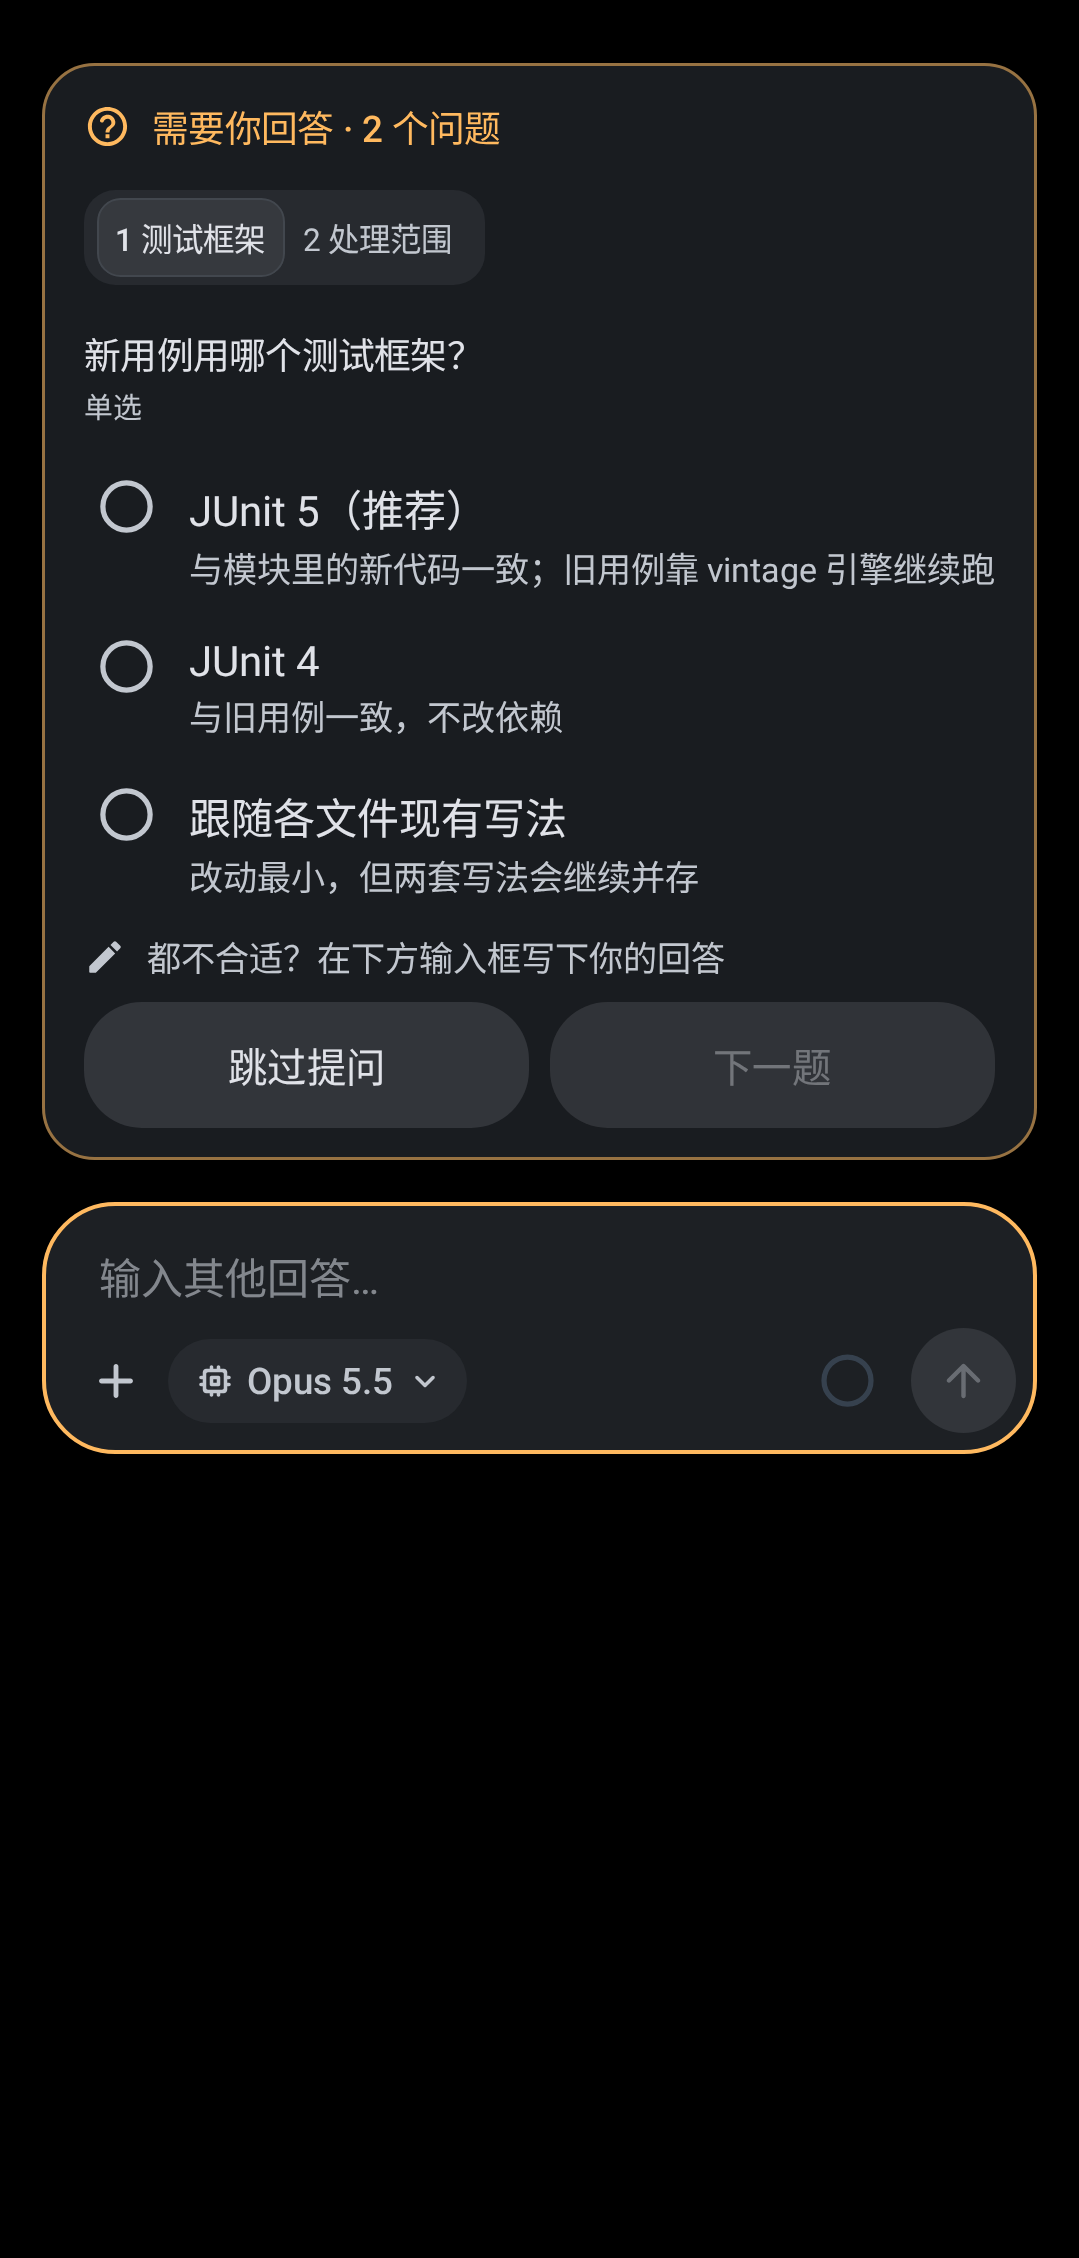 需要你回答 · 2 个问题
1 测试框架
2 处理范围
新用例用哪个测试框架？
单选
JUnit 5（推荐）
与模块里的新代码一致；旧用例靠 vintage 引擎继续跑
JUnit 4
与旧用例一致，不改依赖
跟随各文件现有写法
改动最小，但两套写法会继续并存
都不合适？在下方输入框写下你的回答
跳过提问
下一题
输入其他回答…
Opus 5.5